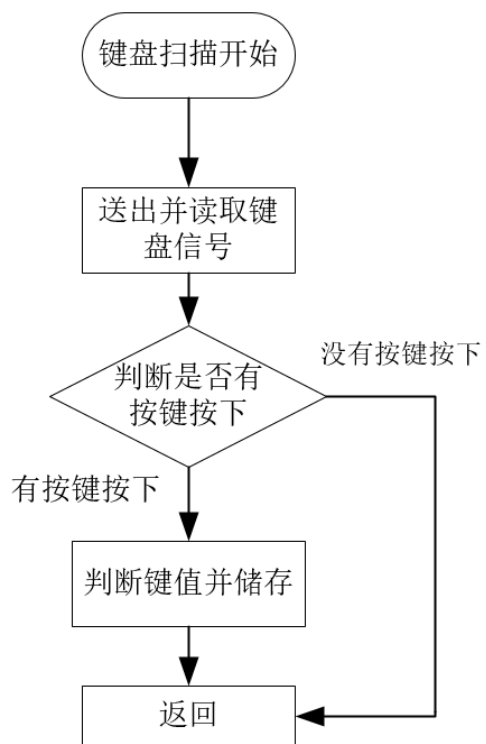 键盘扫描开始
送出并读取键
盘信号
判断是否有
按键按下
没有按键按下
有按键按下
判断键值并储存
返回